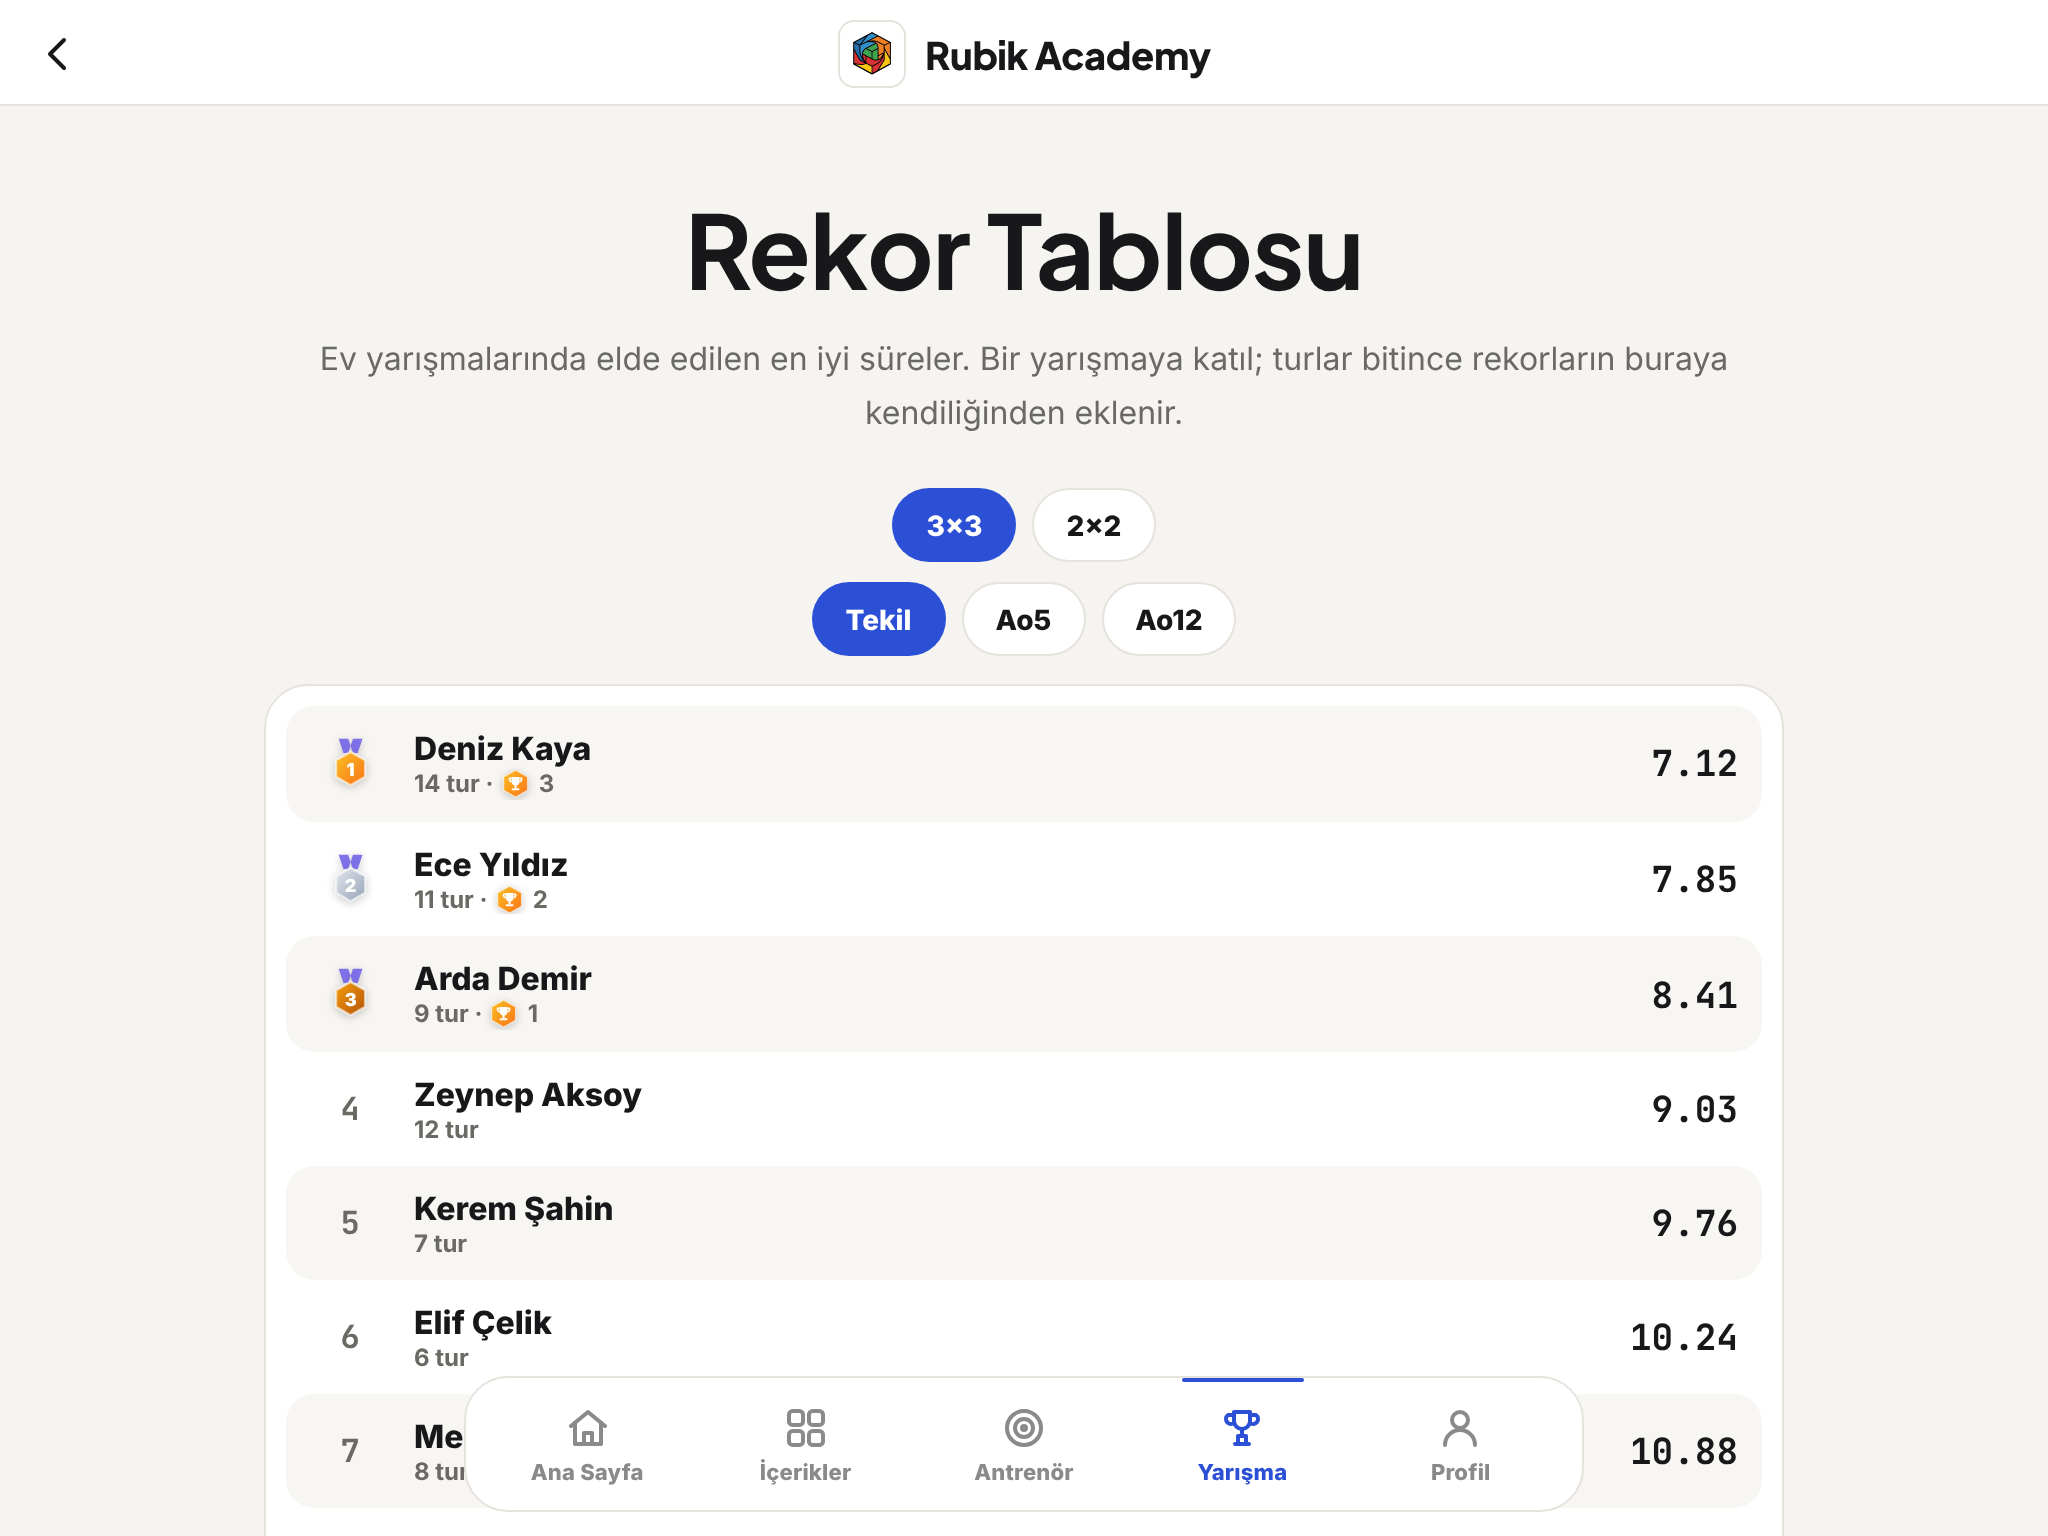 Rubik Academy
Rekor Tablosu
Ev yarışmalarında elde edilen en iyi süreler. Bir yarışmaya katıl; turlar bitince rekorların buraya
kendiliğinden eklenir.
3×3 2×2
Tekil Ao5 Ao12
1 Deniz Kaya 7.12
14 tur · 3
2 Ece Yıldız 7.85
11 tur · 2
3 Arda Demir 8.41
9 tur · 1
4 Zeynep Aksoy 9.03
12 tur
5 Kerem Şahin 9.76
7 tur
6 Elif Çelik 10.24
6 tur
7 Me 10.88
8 tur
Ana Sayfa İçerikler Antrenör Yarışma Profil